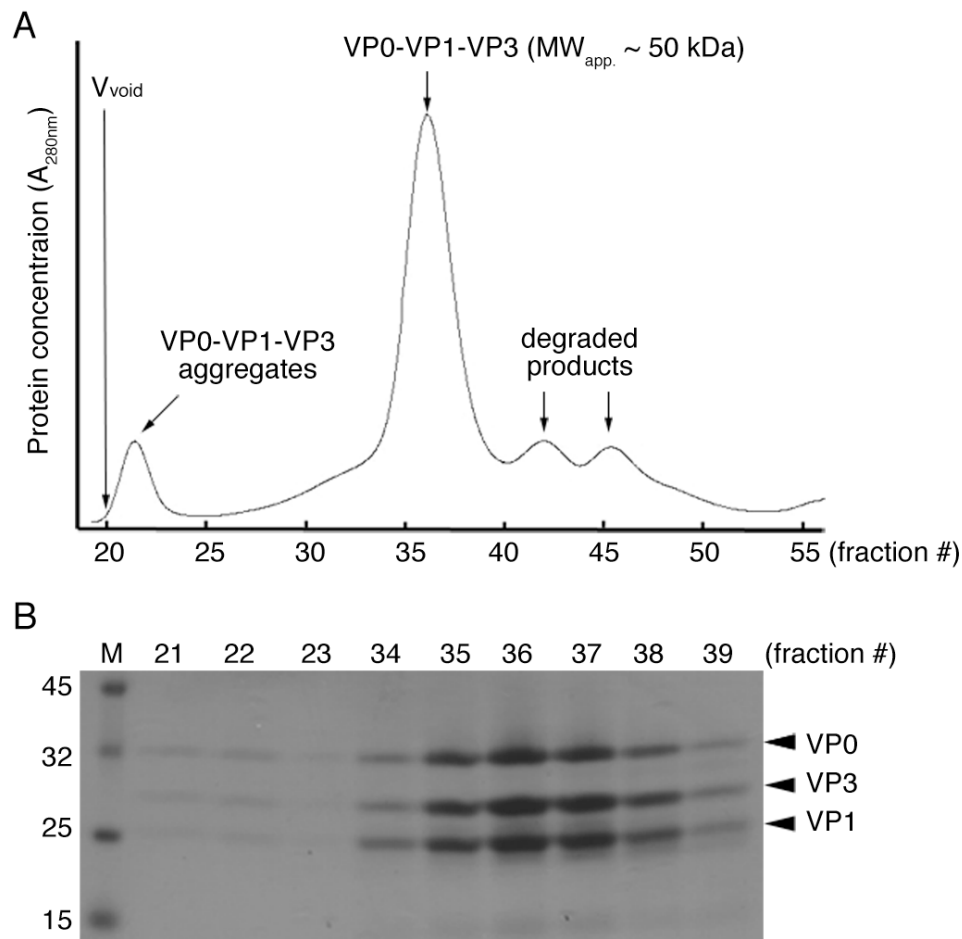 A
VP0-VP1-VP3 (MWapp. ~ 50 kDa)
Vvoid
Protein concentraion (A280nm)
VP0-VP1-VP3
aggregates
degraded
products
20 25 30 35 40 45 50 55 (fraction #)
B
M 21 22 23 34 35 36 37 38 39 (fraction #)
45
32
25
15
VP0
VP3
VP1